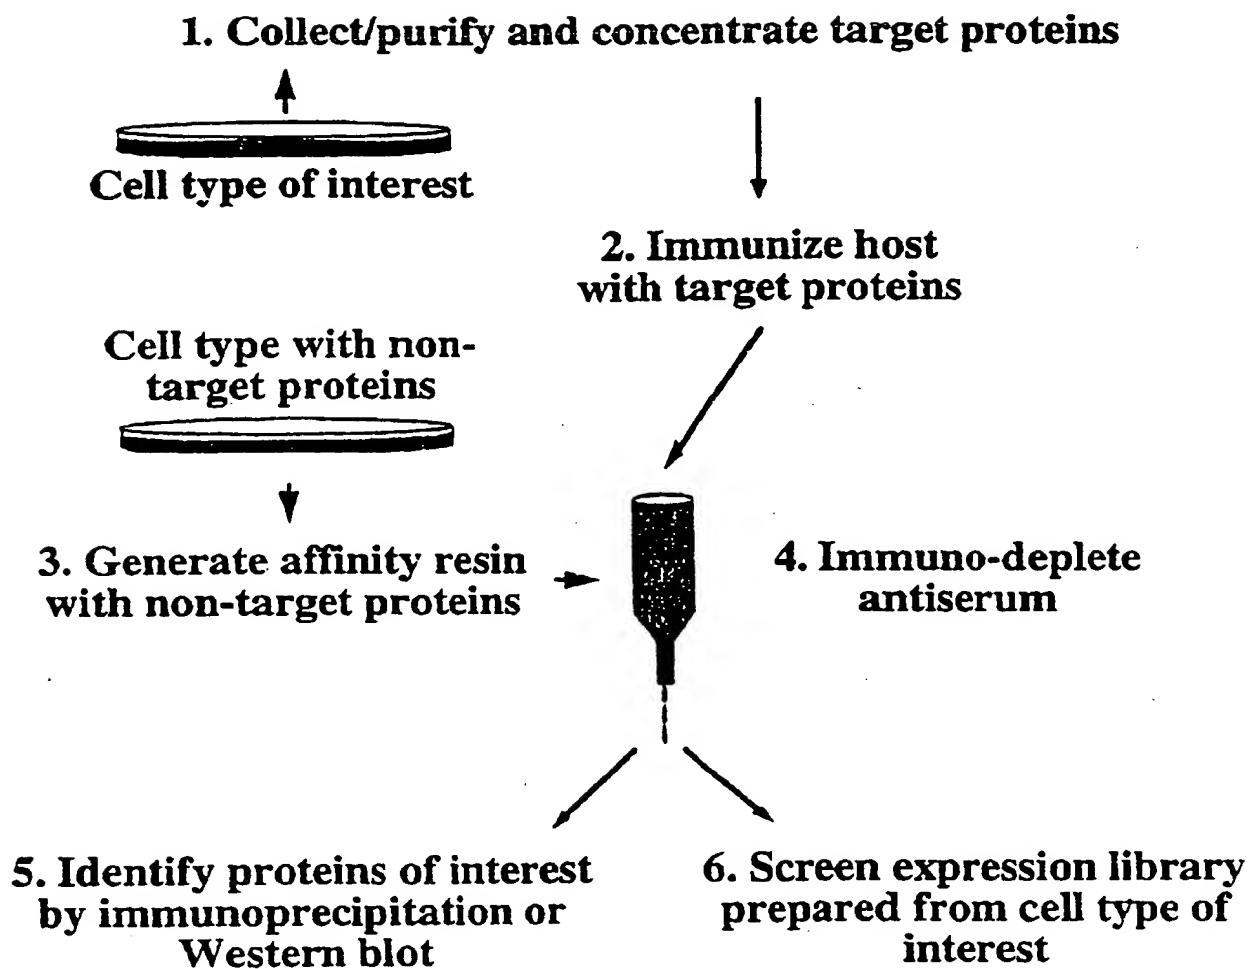 1. Collect/purify and concentrate target proteins
Cell type of interest
2. Immunize host
with target proteins
Cell type with non-
target proteins
3. Generate affinity resin
with non-target proteins
4. Immuno-deplete
antiserum
5. Identify proteins of interest
by immunoprecipitation or
Western blot
6. Screen expression library
prepared from cell type of
interest